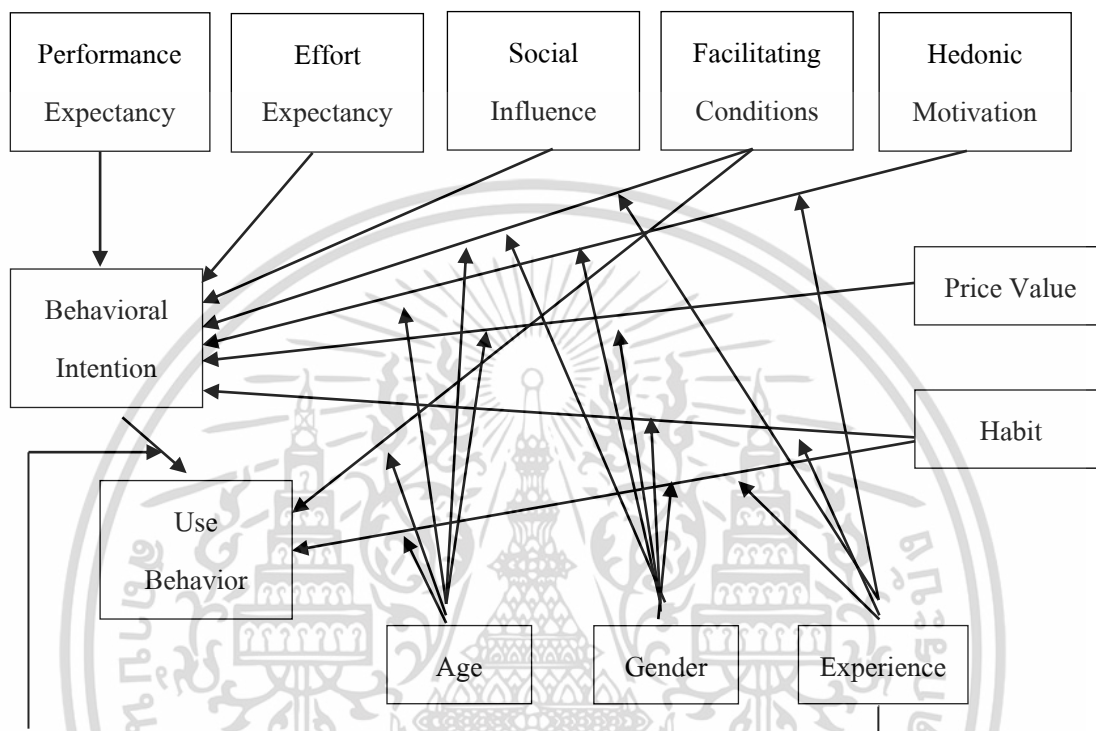 Performance
Expectancy
Effort
Expectancy
Social
Influence
Facilitating
Conditions
Hedonic
Motivation
Behavioral
Intention
Price Value
Habit
Use
Behavior
Age
Gender
Experience